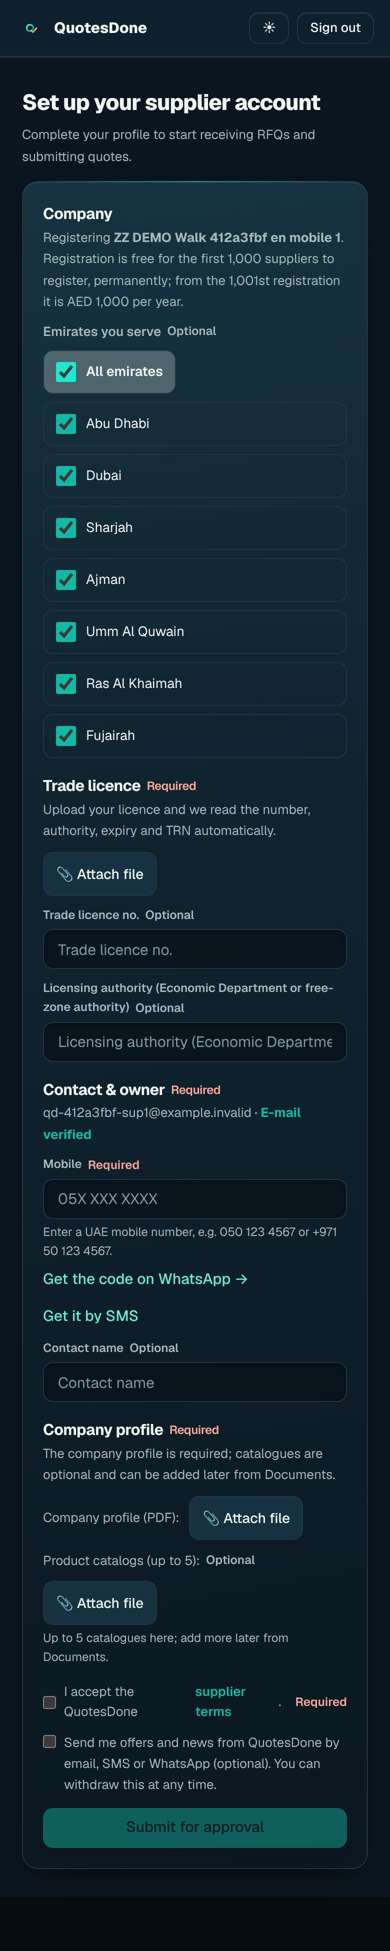 QuotesDone
Sign out
Set up your supplier account
Complete your profile to start receiving RFQs and
submitting quotes.
Company
Registering ZZ DEMO Walk 412a3fbf en mobile 1.
Registration is free for the first 1,000 suppliers to
register, permanently; from the 1,001st registration
it is AED 1,000 per year.
Emirates you serve Optional
All emirates
Abu Dhabi
Dubai
Sharjah
Ajman
Umm Al Quwain
Ras Al Khaimah
Fujairah
Trade licence Required
Upload your licence and we read the number,
authority, expiry and TRN automatically.
Attach file
Trade licence no. Optional
Trade licence no.
Licensing authority (Economic Department or free-
zone authority) Optional
Licensing authority (Economic Departme
Contact & owner Required
qd-412a3fbf-sup1@example.invalid · E-mail
verified
Mobile Required
05X XXX XXXX
Enter a UAE mobile number, e.g. 050 123 4567 or +971
50 123 4567.
Get the code on WhatsApp →
Get it by SMS
Contact name Optional
Contact name
Company profile Required
The company profile is required; catalogues are
optional and can be added later from Documents.
Company profile (PDF): Attach file
Product catalogs (up to 5): Optional
Attach file
Up to 5 catalogues here; add more later from
Documents.
I accept the QuotesDone supplier terms . Required
Send me offers and news from QuotesDone by
email, SMS or WhatsApp (optional). You can
withdraw this at any time.
Submit for approval